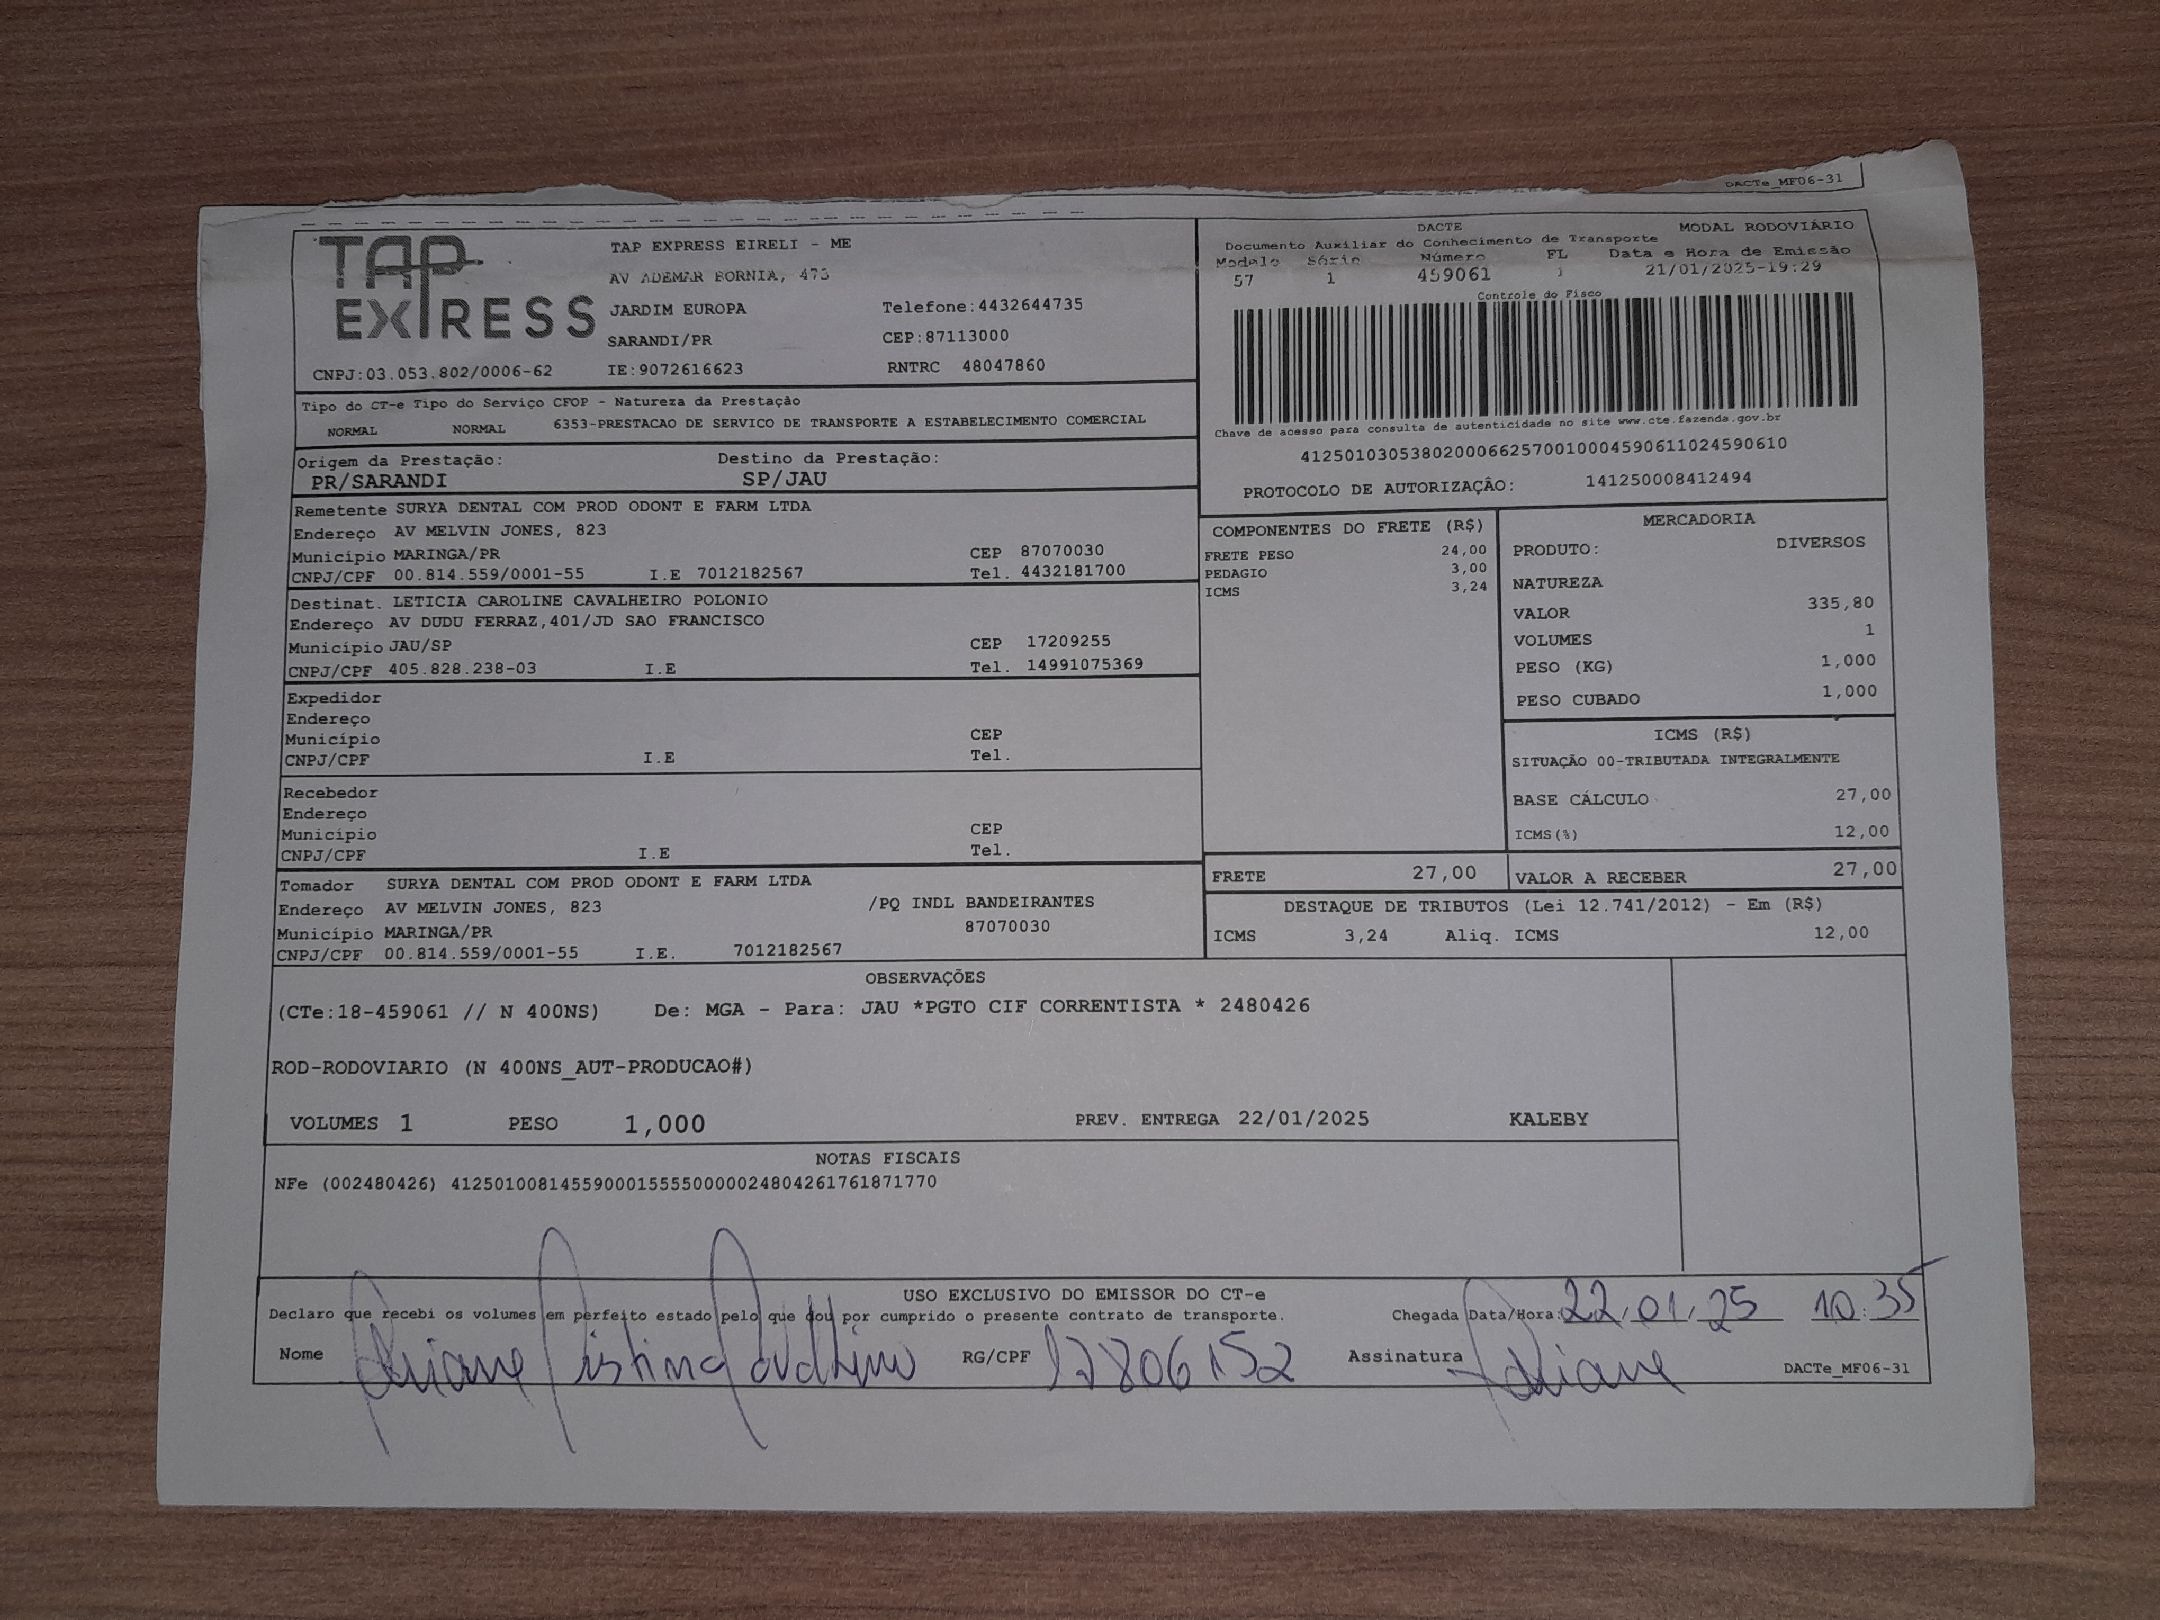 DACTe_MF06-31
TAP
EXPRESS
TAP EXPRESS EIRELI - ME
AV ADEMAR BORNIA, 473
JARDIM EUROPA Telefone:4432644735
SARANDI/PR CEP:87113000
CNPJ:03.053.802/0006-62 IE:9072616623 RNTRC 48047860
DACTE MODAL RODOVIÁRIO
Documento Auxiliar do Conhecimento de Transporte
Modelo Série Número FL Data e Hora de Emissão
57 1 459061 1 21/01/2025-19:29
Controle do Fisco
Chave de acesso para consulta de autenticidade no site www.cte.fazenda.gov.br
41250103053802000662570010004590611024590610
PROTOCOLO DE AUTORIZAÇÂO: 141250008412494
Tipo do CT-e Tipo do Serviço CFOP - Natureza da Prestação
NORMAL NORMAL 6353-PRESTACAO DE SERVICO DE TRANSPORTE A ESTABELECIMENTO COMERCIAL
Origem da Prestação: Destino da Prestação:
PR/SARANDI SP/JAU
Remetente SURYA DENTAL COM PROD ODONT E FARM LTDA
Endereço AV MELVIN JONES, 823
Município MARINGA/PR CEP 87070030
CNPJ/CPF 00.814.559/0001-55 I.E 7012182567 Tel. 4432181700
Destinat. LETICIA CAROLINE CAVALHEIRO POLONIO
Endereço AV DUDU FERRAZ,401/JD SAO FRANCISCO
Município JAU/SP CEP 17209255
CNPJ/CPF 405.828.238-03 I.E Tel. 14991075369
Expedidor
Endereço
Município CEP
CNPJ/CPF I.E Tel.
Recebedor
Endereço
Município CEP
CNPJ/CPF I.E Tel.
Tomador SURYA DENTAL COM PROD ODONT E FARM LTDA
Endereço AV MELVIN JONES, 823 /PQ INDL BANDEIRANTES
Município MARINGA/PR 87070030
CNPJ/CPF 00.814.559/0001-55 I.E. 7012182567
COMPONENTES DO FRETE (R$)
FRETE PESO 24,00
PEDAGIO 3,00
ICMS 3,24
MERCADORIA
PRODUTO: DIVERSOS
NATUREZA
VALOR 335,80
VOLUMES 1
PESO (KG) 1,000
PESO CUBADO 1,000
ICMS (R$)
SITUAÇÃO 00-TRIBUTADA INTEGRALMENTE
BASE CÁLCULO 27,00
ICMS(%) 12,00
FRETE 27,00 VALOR A RECEBER 27,00
DESTAQUE DE TRIBUTOS (Lei 12.741/2012) - Em (R$)
ICMS 3,24 Aliq. ICMS 12,00
OBSERVAÇÕES
(CTe:18-459061 // N 400NS) De: MGA - Para: JAU *PGTO CIF CORRENTISTA * 2480426
ROD-RODOVIARIO (N 400NS_AUT-PRODUCAO#)
VOLUMES 1 PESO 1,000 PREV. ENTREGA 22/01/2025 KALEBY
NOTAS FISCAIS
NFe (002480426) 41250100814559000155550000024804261761871770
USO EXCLUSIVO DO EMISSOR DO CT-e
Declaro que recebi os volumes em perfeito estado pelo que dou por cumprido o presente contrato de transporte. Chegada Data/Hora: 22.01.25 10:35
Nome RG/CPF 17806152 Assinatura Adriane
DACTe_MF06-31